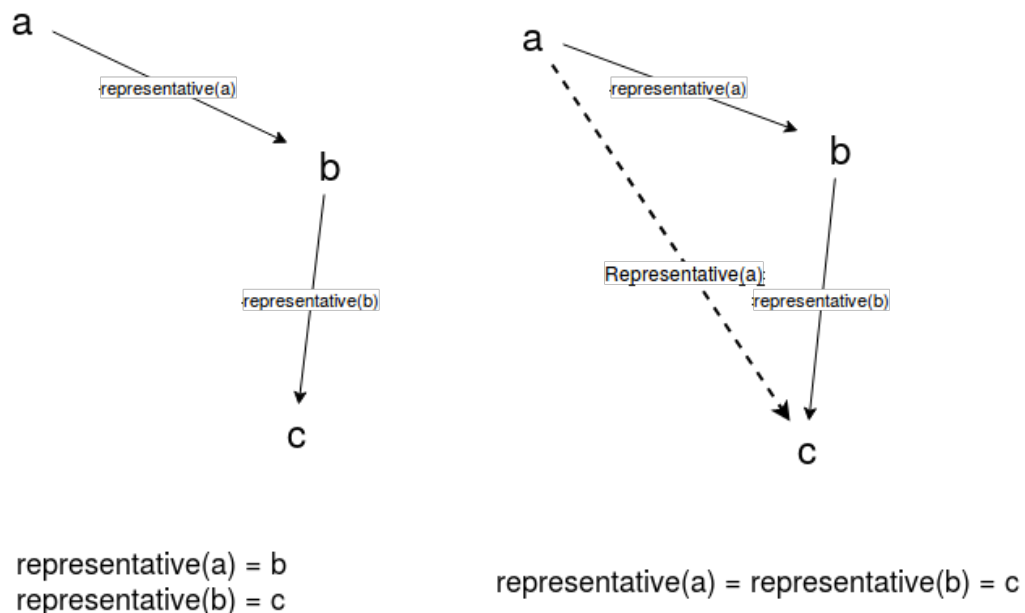 a
representative(a)
b
representative(b)
c
representative(a) = b
representative(b) = c
a
representative(a)
b
Representative(a)
representative(b)
c
representative(a) = representative(b) = c